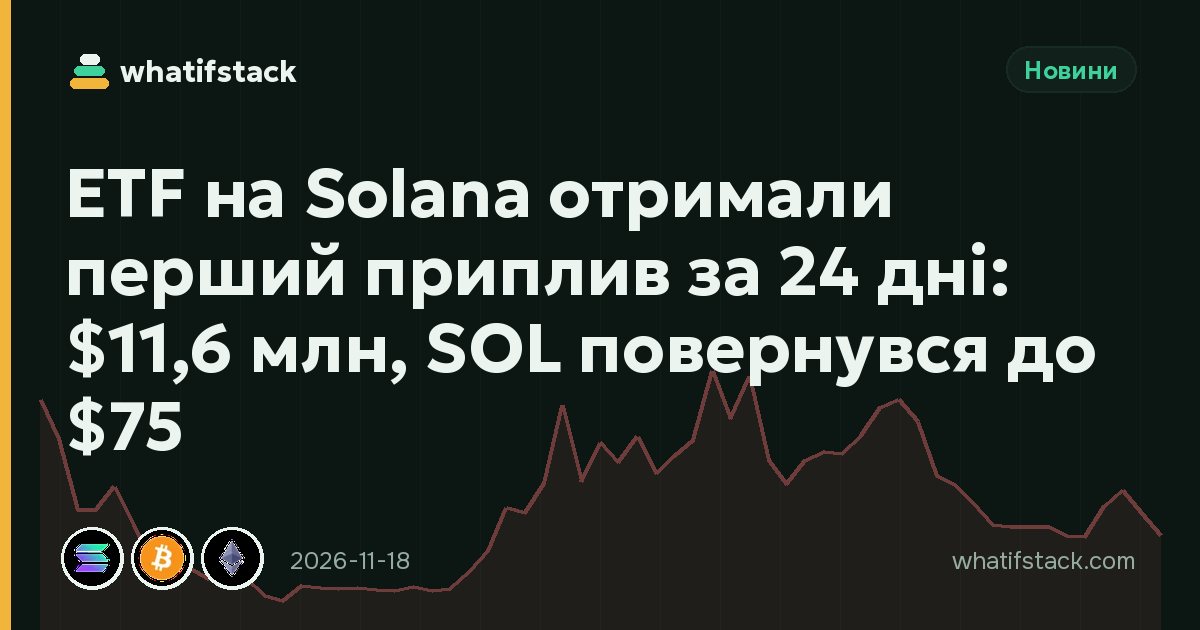 whatifstack
Новини
ETF на Solana отримали
перший приплив за 24 дні:
$11,6 млн, SOL повернувся до
$75
2026-11-18
whatifstack.com